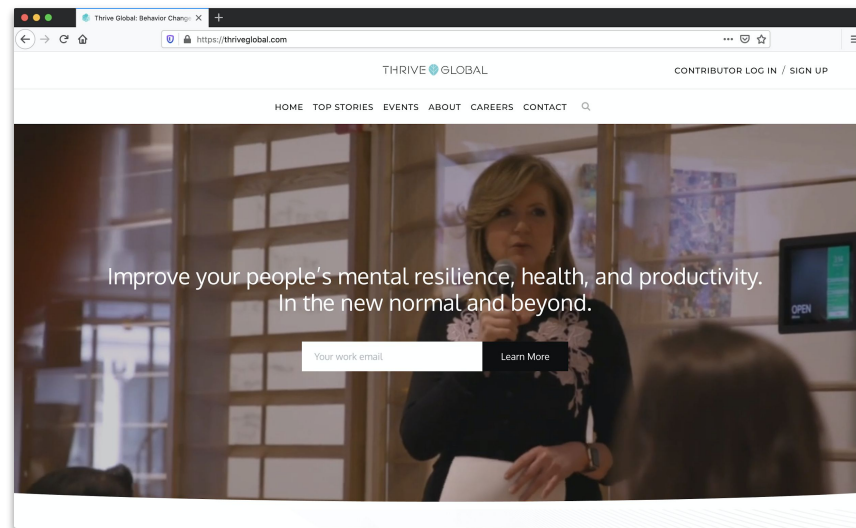 Thrive Global: Behavior Change
https://thriveglobal.com
THRIVE GLOBAL
CONTRIBUTOR LOG IN / SIGN UP
HOME TOP STORIES EVENTS ABOUT CAREERS CONTACT
Improve your people's mental resilience, health, and productivity.
In the new normal and beyond.
OPEN
Your work email
Learn More